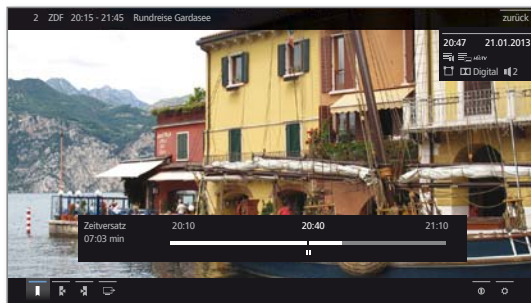 2 ZDF 20:15 - 21:45 Rundreise Gardasee zurück
20:47 21.01.2013
Digital 2
Zeitversatz 20:10 20:40 21:10
07:03 min